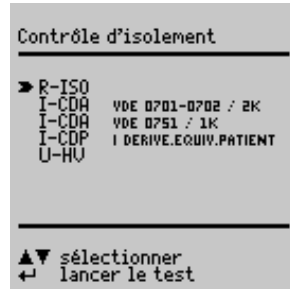 Contrôle d'isolement
➤ R-ISO
I-CDA VDE 0701-0702 / 2K
I-CDA VDE 0751 / 1K
I-CDP I DERIVE.EQUIV.PATIENT
U-HV
▲▼ sélectionner
↵ lancer le test